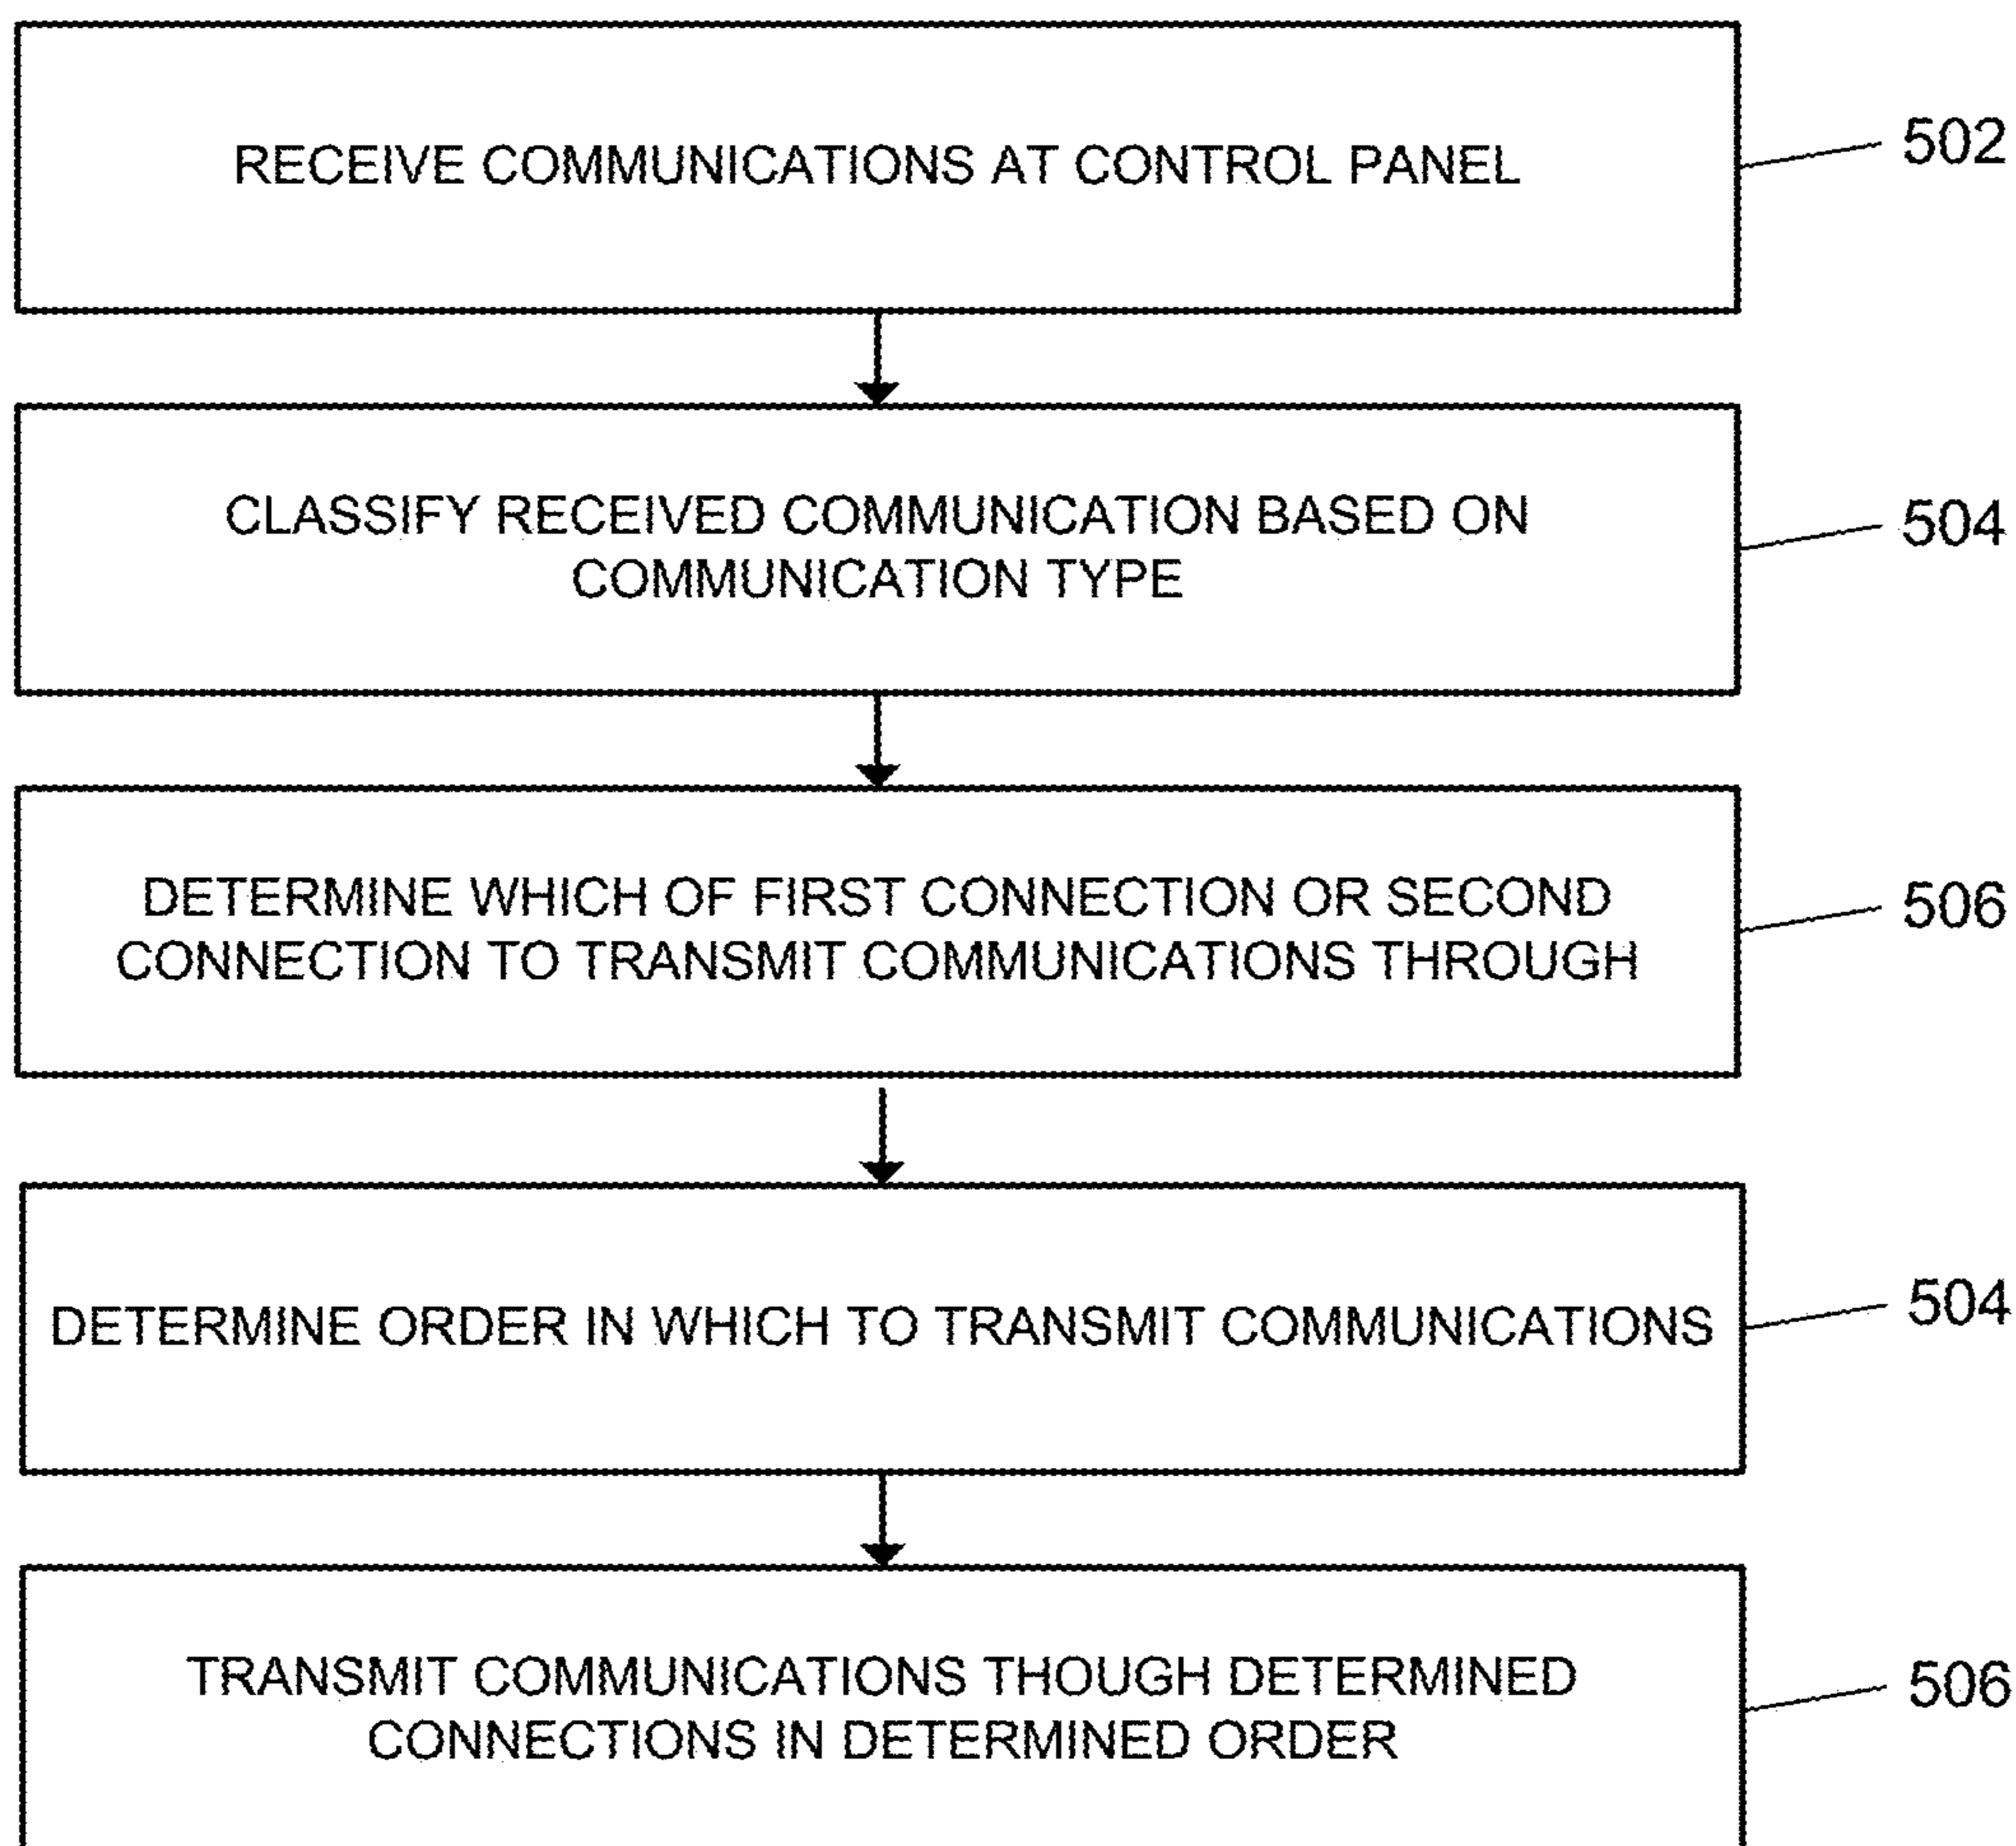 RECEIVE COMMUNICATIONS AT CONTROL PANEL
502
CLASSIFY RECEIVED COMMUNICATION BASED ON
COMMUNICATION TYPE
504
DETERMINE WHICH OF FIRST CONNECTION OR SECOND
CONNECTION TO TRANSMIT COMMUNICATIONS THROUGH
506
DETERMINE ORDER IN WHICH TO TRANSMIT COMMUNICATIONS
504
TRANSMIT COMMUNICATIONS THOUGH DETERMINED
CONNECTIONS IN DETERMINED ORDER
506